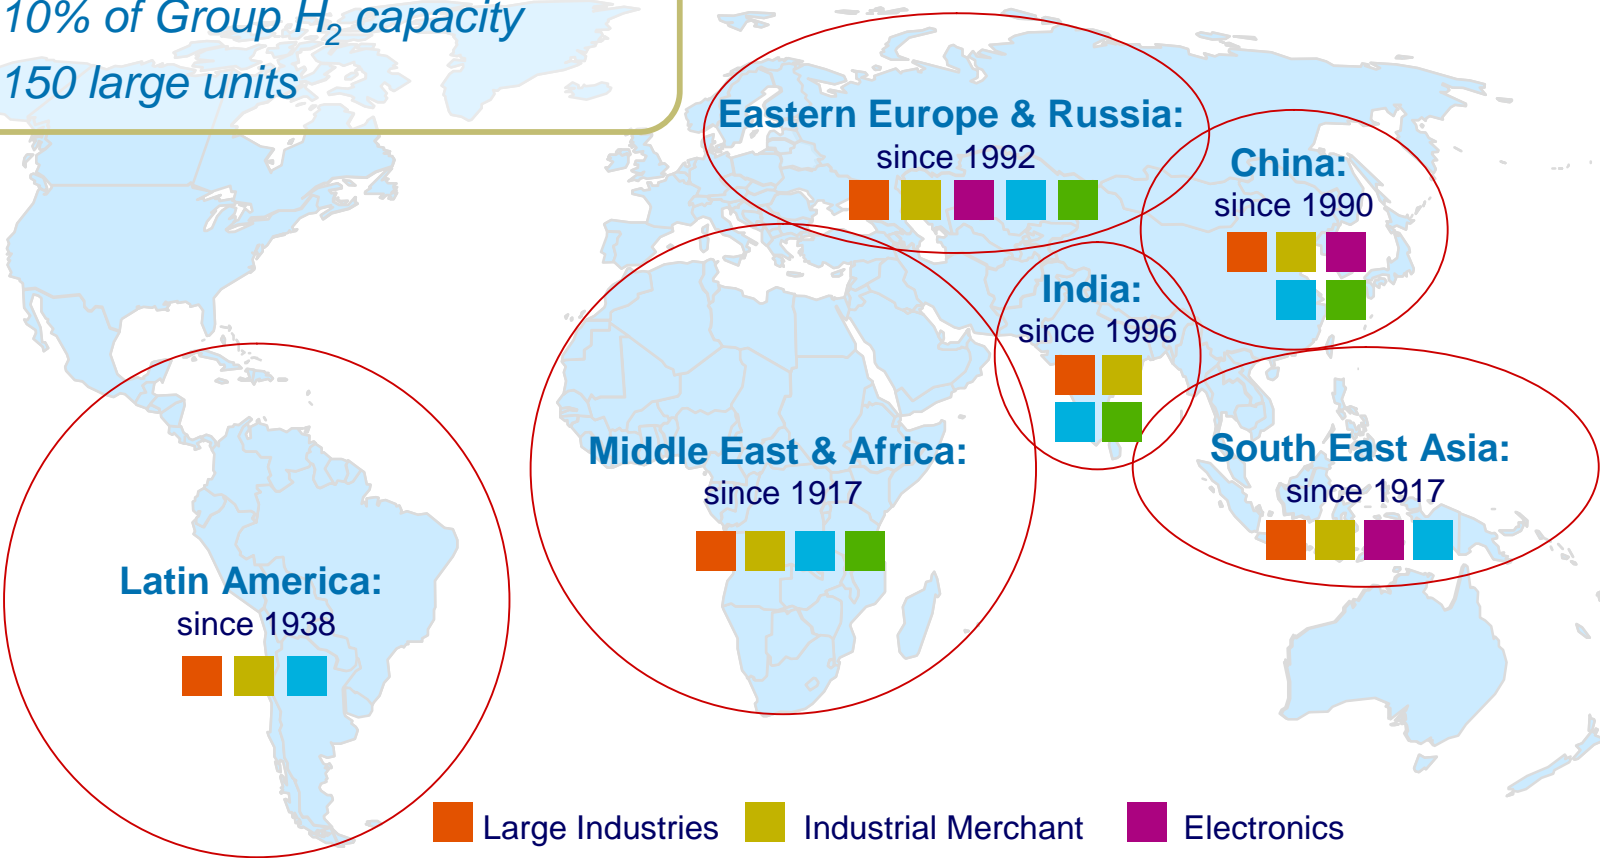 10% of Group H2 capacity
150 large units
Eastern Europe & Russia:
since 1992
China:
since 1990
India:
since 1996
Middle East & Africa:
since 1917
South East Asia:
since 1917
Latin America:
since 1938
Large Industries
Industrial Merchant
Electronics